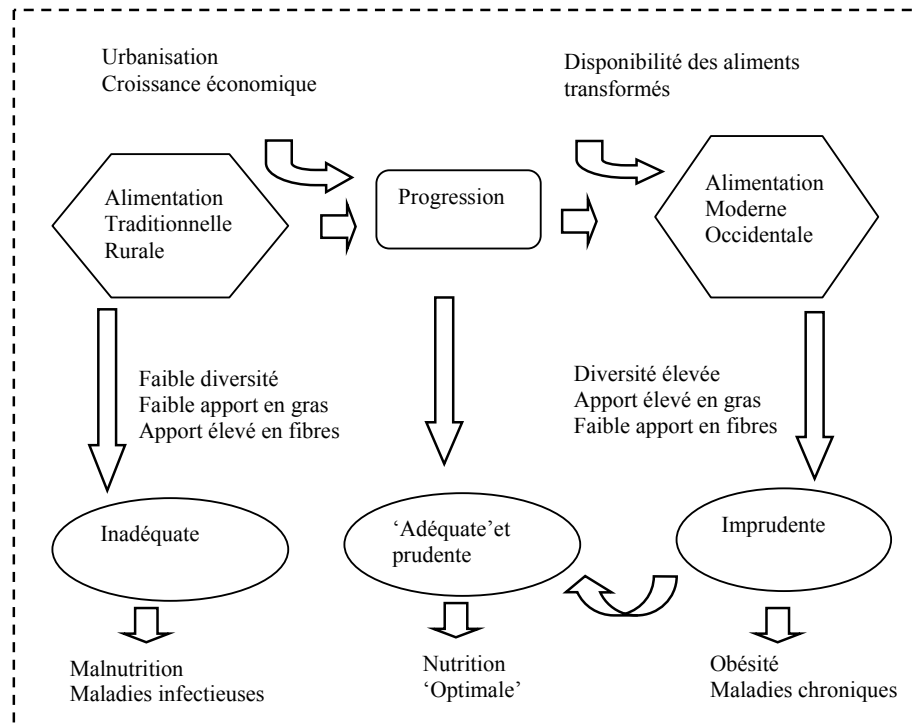 Urbanisation
Croissance économique
Disponibilité des aliments
transformés
Alimentation
Traditionnelle
Rurale
Progression
Alimentation
Moderne
Occidentale
Faible diversité
Faible apport en gras
Apport élevé en fibres
Diversité élevée
Apport élevé en gras
Faible apport en fibres
Inadéquate
‘Adéquate’et
prudente
Imprudente
Malnutrition
Maladies infectieuses
Nutrition
‘Optimale’
Obésité
Maladies chroniques